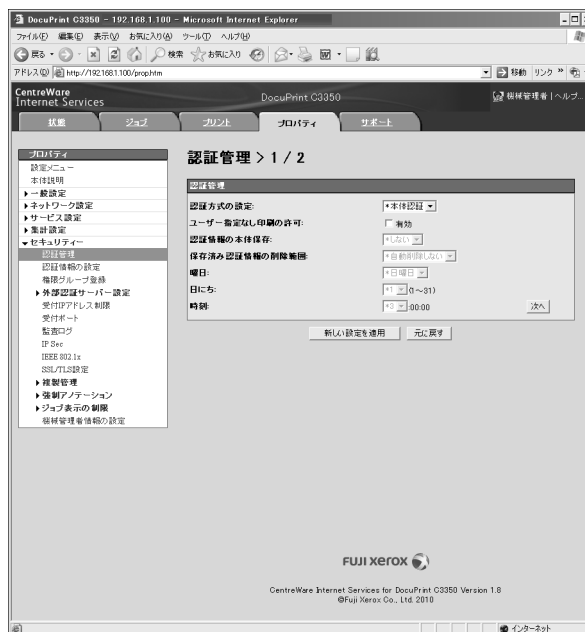 DocuPrint C3350 - 192.168.1.100 - Microsoft Internet Explorer
ファイル(F) 編集(E) 表示(V) お気に入り(A) ツール(T) ヘルプ(H)
戻る 検索 お気に入り
アドレス(D) http://192.168.1.100/prop.htm 移動 リンク »
CentreWare
Internet Services
DocuPrint C3350
機械管理者 | ヘルプ...
状態 ジョブ プリント プロパティ サポート
プロパティ
設定メニュー
本体説明
一般設定
ネットワーク設定
サービス設定
集計設定
セキュリティー
認証管理
認証情報の設定
権限グループ登録
外部認証サーバー設定
受付IPアドレス制限
受付ポート
監査ログ
IP Sec
IEEE 802.1x
SSL/TLS設定
複製管理
強制アノテーション
ジョブ表示の制限
機械管理者情報の設定
認証管理 > 1 / 2
認証管理
認証方式の設定: *本体認証
ユーザー指定なし印刷の許可: 有効
認証情報の本体保存: *しない
保存済み認証情報の削除範囲: *自動削除しない
曜日: *日曜日
日にち: *1 (1～31)
時刻: :00:00 次へ
新しい設定を適用 元に戻す
FUJI XEROX
CentreWare Internet Services for DocuPrint C3350 Version 1.8
©Fuji Xerox Co., Ltd. 2010
インターネット